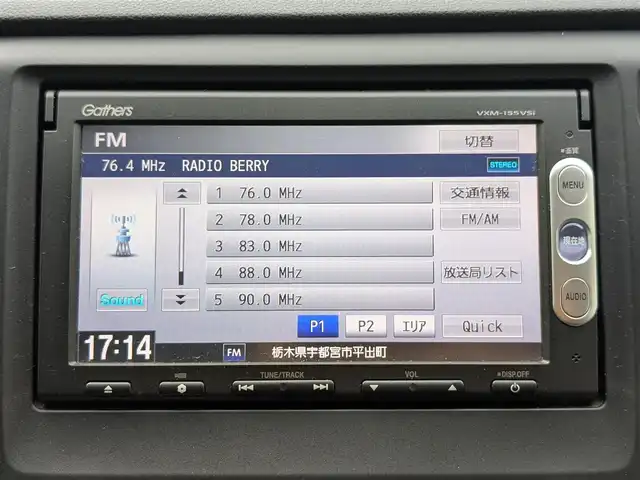 Gathers
VXM-155VSi
FM
切替
画質
76.4 MHz RADIO BERRY
STEREO
MENU
1 76.0 MHz
交通情報
2 78.0 MHz
FM/AM
3 83.0 MHz
現在地
4 88.0 MHz
放送局リスト
Sound
5 90.0 MHz
AUDIO
P1
P2
エリア
Quick
17:14
FM
栃木県宇都宮市平出町
TUNE/TRACK
VOL
DISP.OFF